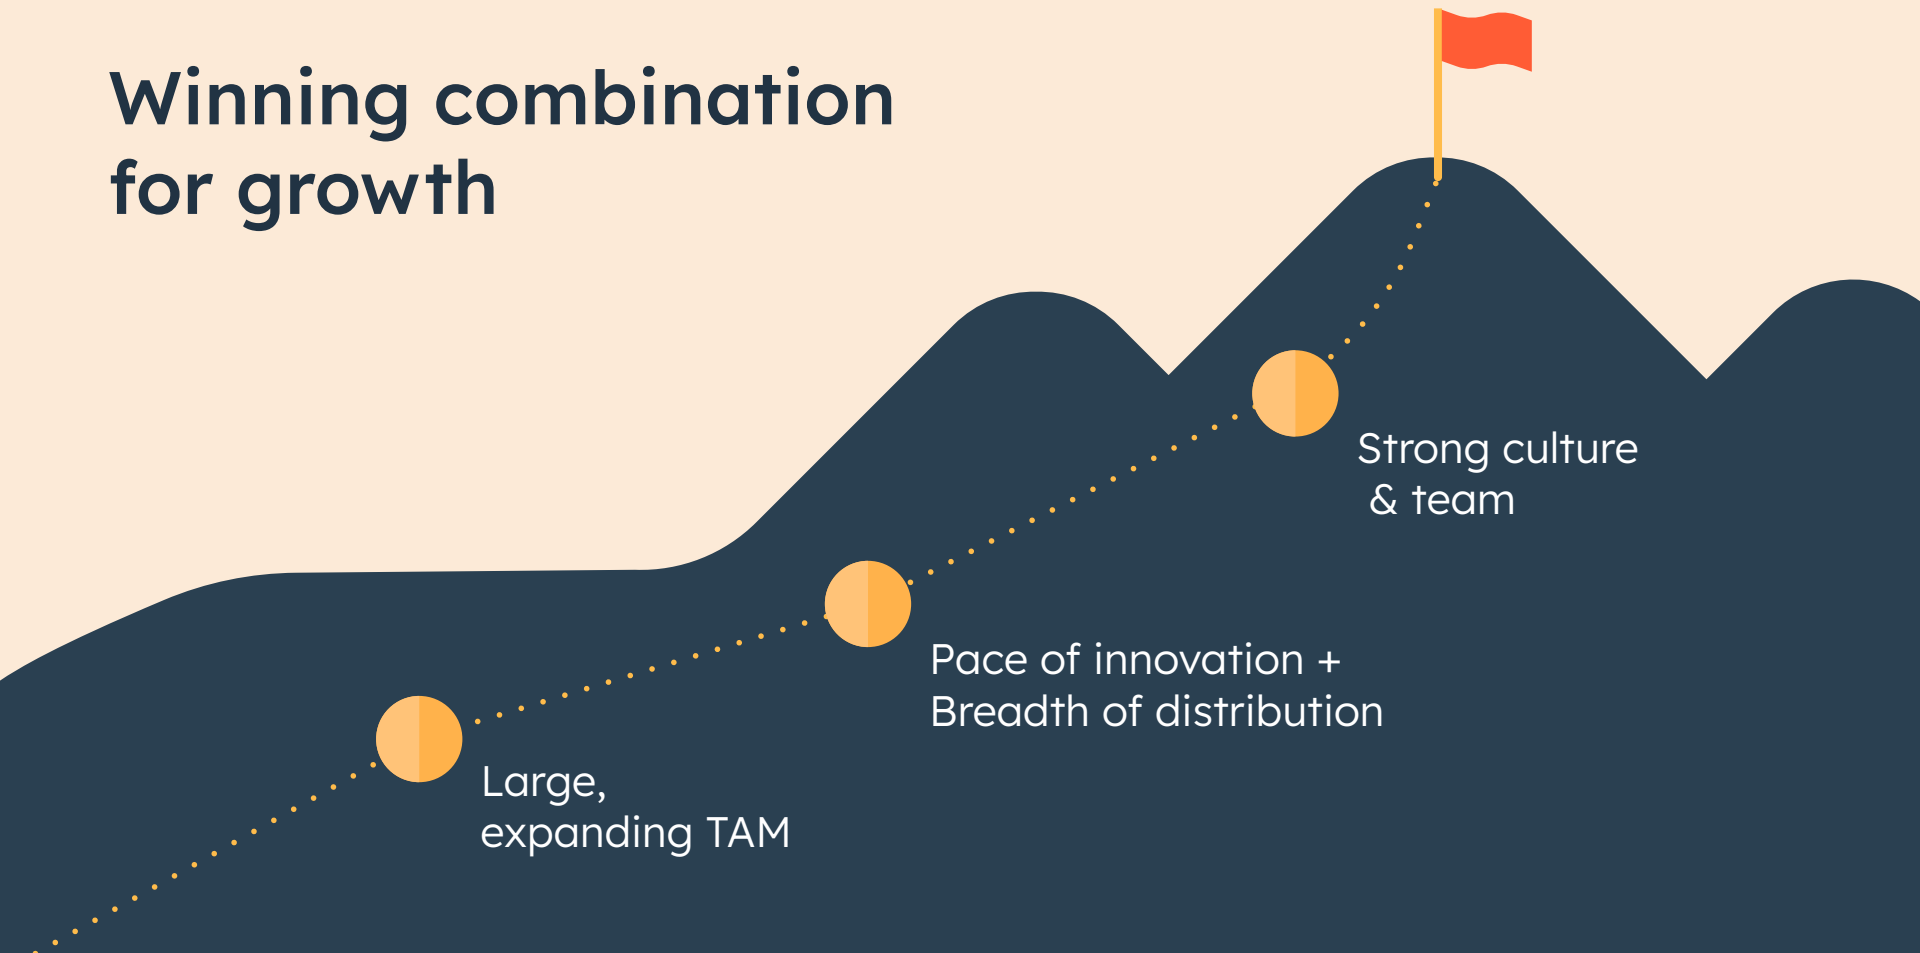 Winning combination
for growth
Strong culture
& team
Pace of innovation +
Breadth of distribution
Large,
expanding TAM